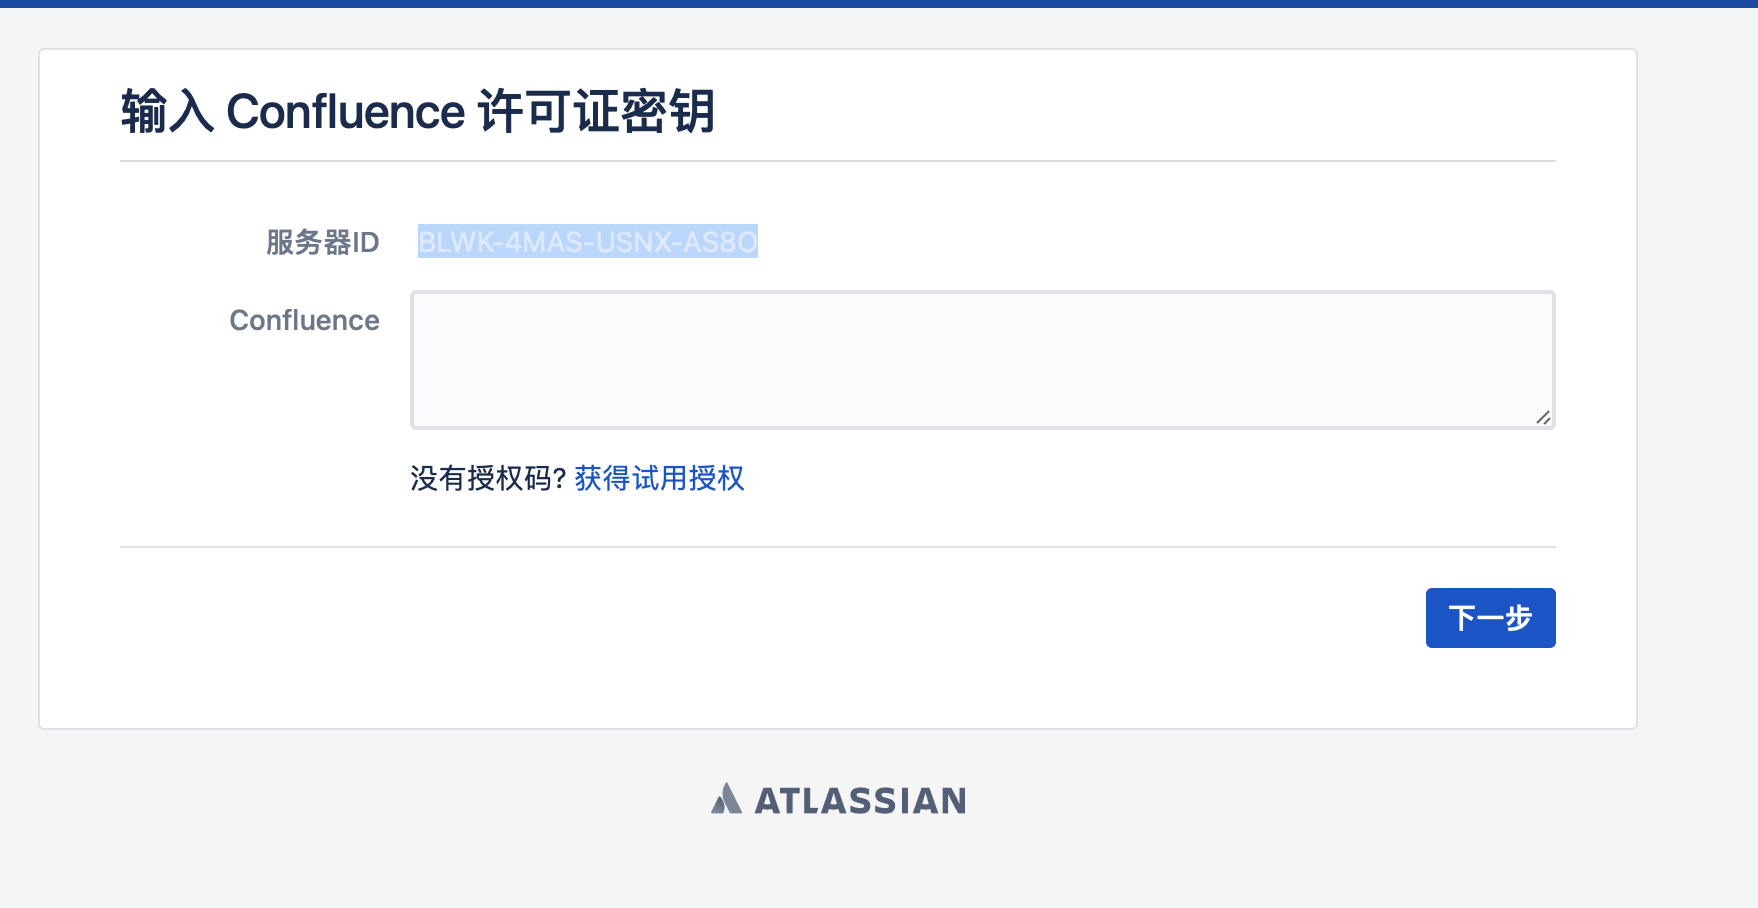 输入 Confluence 许可证密钥
服务器ID BLWK-4MAS-USNX-AS8O
Confluence
没有授权码? 获得试用授权
下一步
ATLASSIAN